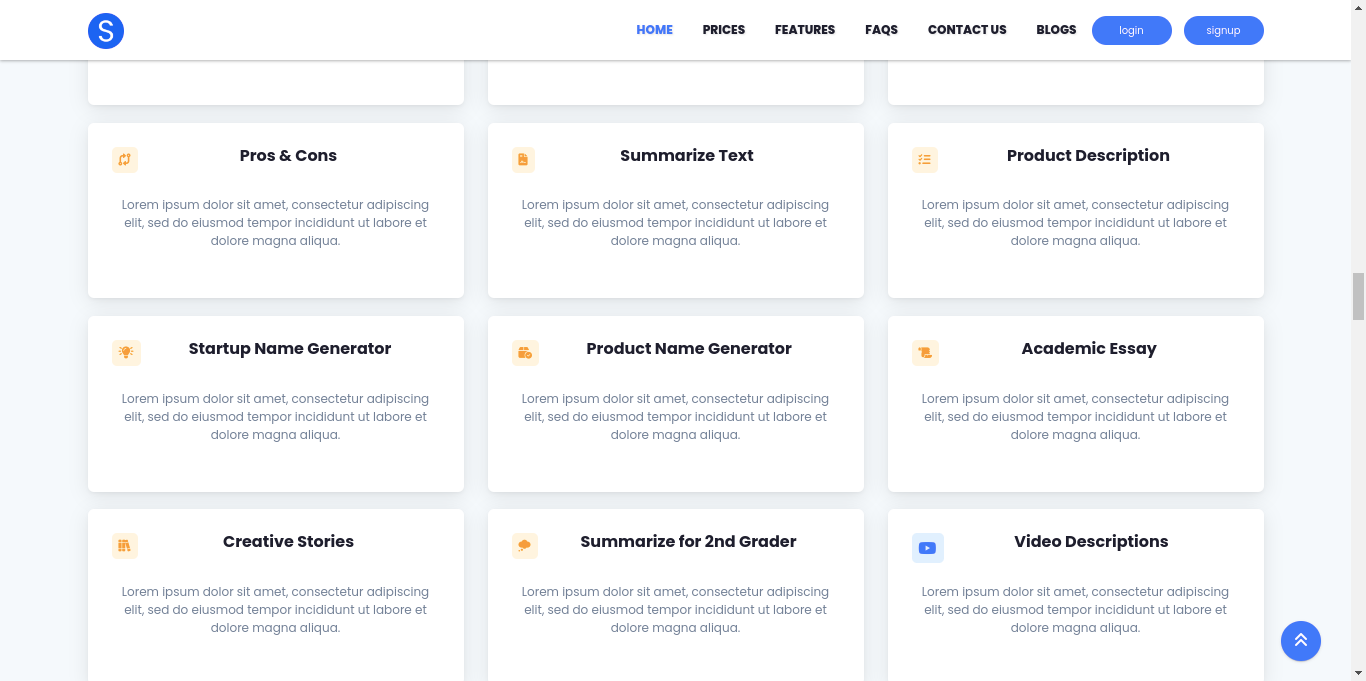 S
HOME PRICES FEATURES FAQS CONTACT US BLOGS login signup
Pros & Cons
Lorem ipsum dolor sit amet, consectetur adipiscing
elit, sed do eiusmod tempor incididunt ut labore et
dolore magna aliqua.
Summarize Text
Lorem ipsum dolor sit amet, consectetur adipiscing
elit, sed do eiusmod tempor incididunt ut labore et
dolore magna aliqua.
Product Description
Lorem ipsum dolor sit amet, consectetur adipiscing
elit, sed do eiusmod tempor incididunt ut labore et
dolore magna aliqua.
Startup Name Generator
Lorem ipsum dolor sit amet, consectetur adipiscing
elit, sed do eiusmod tempor incididunt ut labore et
dolore magna aliqua.
Product Name Generator
Lorem ipsum dolor sit amet, consectetur adipiscing
elit, sed do eiusmod tempor incididunt ut labore et
dolore magna aliqua.
Academic Essay
Lorem ipsum dolor sit amet, consectetur adipiscing
elit, sed do eiusmod tempor incididunt ut labore et
dolore magna aliqua.
Creative Stories
Lorem ipsum dolor sit amet, consectetur adipiscing
elit, sed do eiusmod tempor incididunt ut labore et
dolore magna aliqua.
Summarize for 2nd Grader
Lorem ipsum dolor sit amet, consectetur adipiscing
elit, sed do eiusmod tempor incididunt ut labore et
dolore magna aliqua.
Video Descriptions
Lorem ipsum dolor sit amet, consectetur adipiscing
elit, sed do eiusmod tempor incididunt ut labore et
dolore magna aliqua.